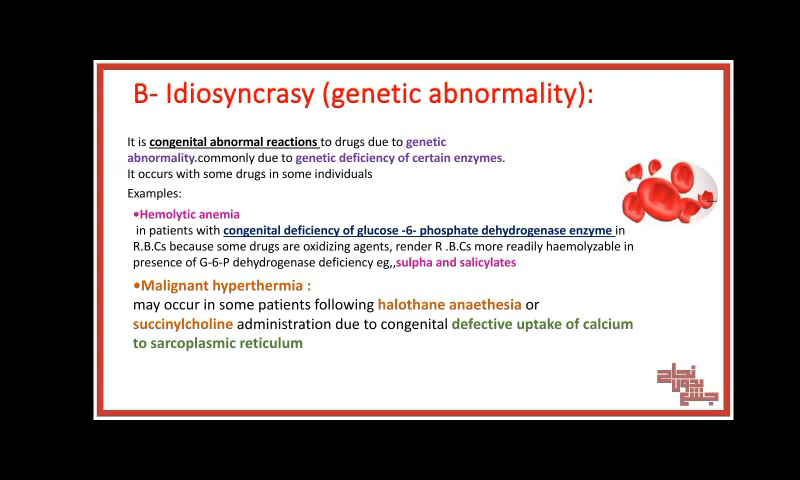 B- Idiosyncrasy (genetic abnormality):
It is congenital abnormal reactions to drugs due to genetic
abnormality.commonly due to genetic deficiency of certain enzymes.
It occurs with some drugs in some individuals
Examples:
•Hemolytic anemia
in patients with congenital deficiency of glucose -6- phosphate dehydrogenase enzyme in
R.B.Cs because some drugs are oxidizing agents, render R .B.Cs more readily haemolyzable in
presence of G-6-P dehydrogenase deficiency eg,,sulpha and salicylates
•Malignant hyperthermia :
may occur in some patients following halothane anaethesia or
succinylcholine administration due to congenital defective uptake of calcium
to sarcoplasmic reticulum
نجاح
بدون
جشع